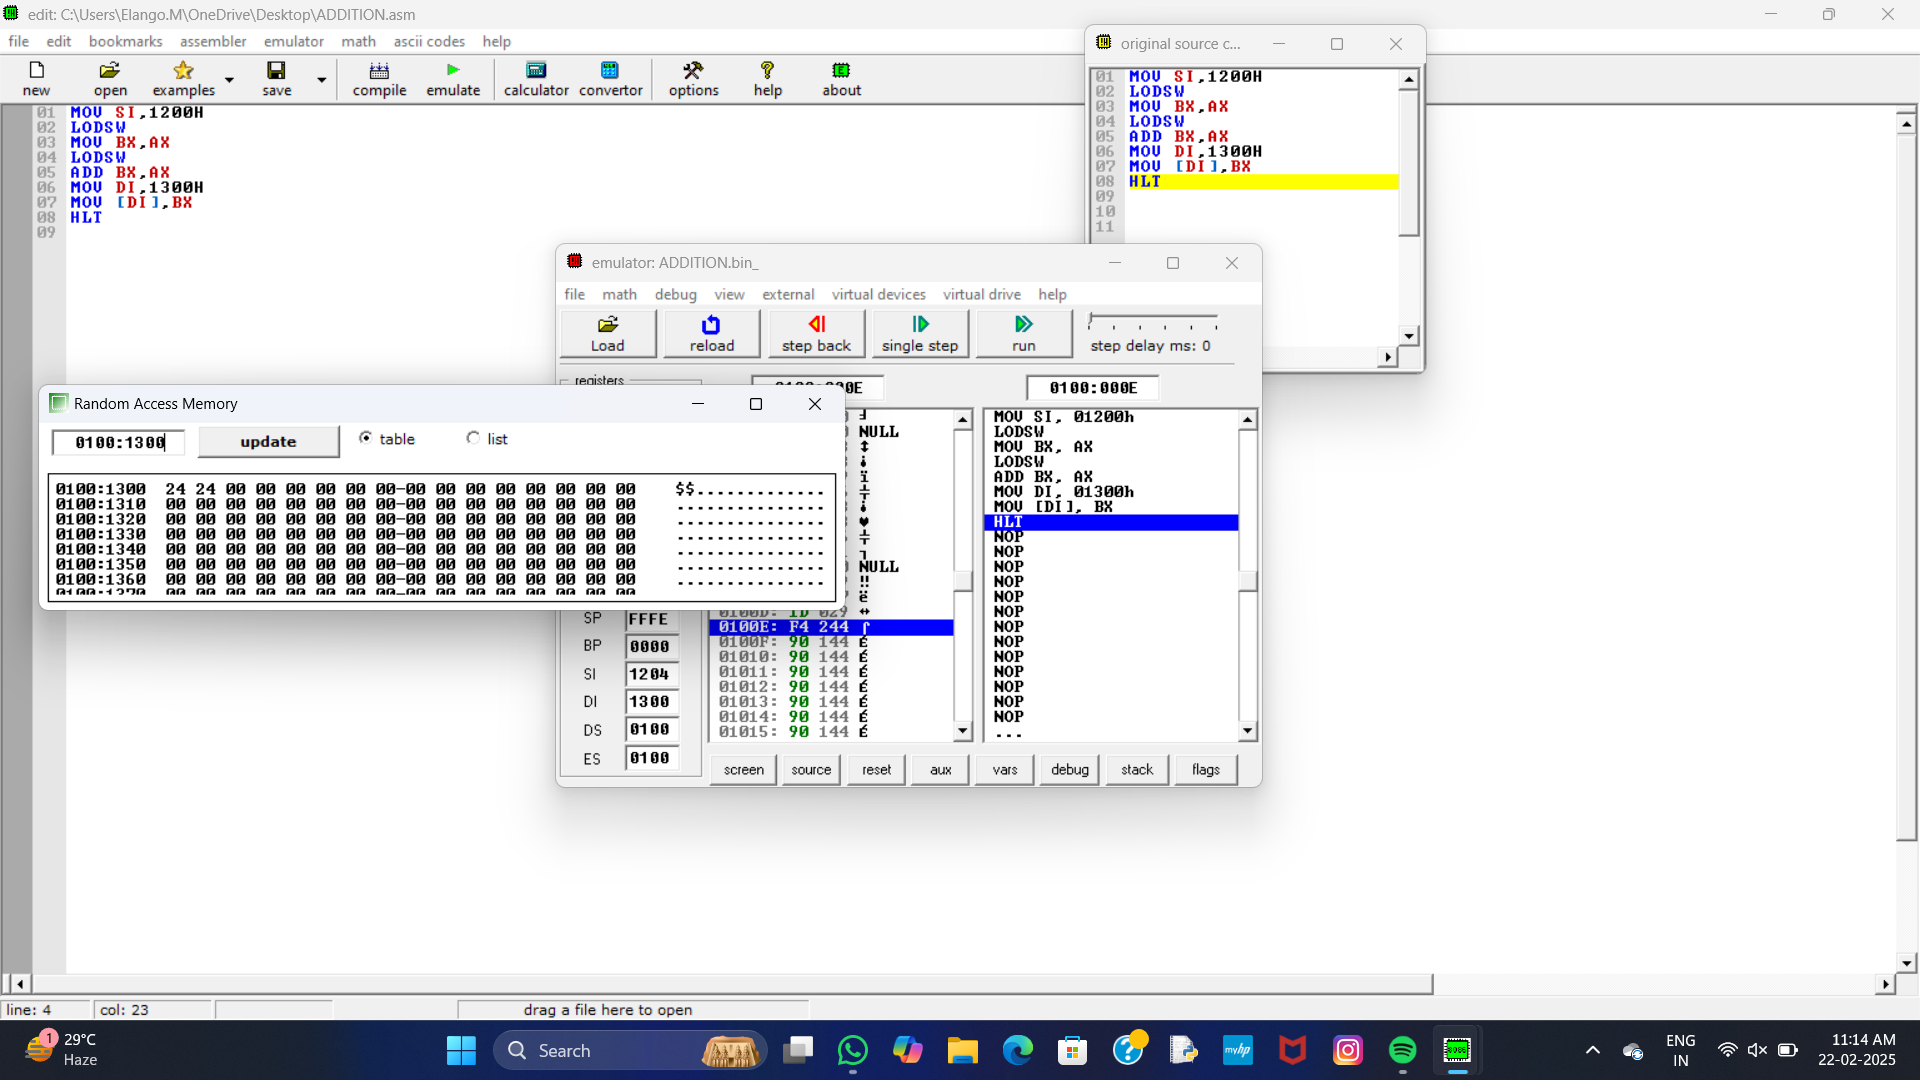 edit: C:\Users\Elango.M\OneDrive\Desktop\ADDITION.asm
file edit bookmarks assembler emulator math ascii codes help
new open examples save compile emulate calculator convertor options help about
01 MOV SI,1200H
02 LODSW
03 MOV BX,AX
04 LODSW
05 ADD BX,AX
06 MOV DI,1300H
07 MOV [DI],BX
08 HLT
09
original source c...
01 MOV SI,1200H
02 LODSW
03 MOV BX,AX
04 LODSW
05 ADD BX,AX
06 MOV DI,1300H
07 MOV [DI],BX
08 HLT
09
10
11
emulator: ADDITION.bin_
file math debug view external virtual devices virtual drive help
Load reload step back single step run step delay ms: 0
registers
0100:000E
0100:000E
Random Access Memory
0100:1300 update table list
0100:1300 24 24 00 00 00 00 00 00-00 00 00 00 00 00 00 00 $$.............
0100:1310 00 00 00 00 00 00 00 00-00 00 00 00 00 00 00 00 ...............
0100:1320 00 00 00 00 00 00 00 00-00 00 00 00 00 00 00 00 ...............
0100:1330 00 00 00 00 00 00 00 00-00 00 00 00 00 00 00 00 ...............
0100:1340 00 00 00 00 00 00 00 00-00 00 00 00 00 00 00 00 ...............
0100:1350 00 00 00 00 00 00 00 00-00 00 00 00 00 00 00 00 ...............
0100:1360 00 00 00 00 00 00 00 00-00 00 00 00 00 00 00 00 ...............
0100:1370 00 00 00 00 00 00 00 00-00 00 00 00 00 00 00 00
NULL
NULL
SP FFFE
BP 0000
SI 1204
DI 1300
DS 0100
ES 0100
0100D: 1D 029 ↔
0100E: F4 244 ⌠
0100F: 90 144 É
01010: 90 144 É
01011: 90 144 É
01012: 90 144 É
01013: 90 144 É
01014: 90 144 É
01015: 90 144 É
MOV SI, 01200h
LODSW
MOV BX, AX
LODSW
ADD BX, AX
MOV DI, 01300h
MOV [DI], BX
HLT
NOP
NOP
NOP
NOP
NOP
NOP
NOP
NOP
NOP
NOP
NOP
NOP
NOP
...
screen source reset aux vars debug stack flags
line: 4 col: 23 drag a file here to open
1 29°C
Haze
Search
myhp
8086
ENG
IN
11:14 AM
22-02-2025